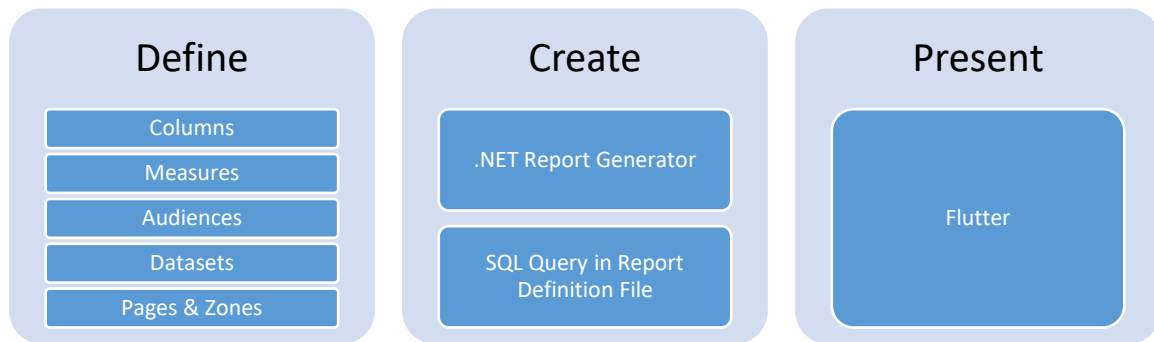 Define
Columns
Measures
Audiences
Datasets
Pages & Zones
Create
.NET Report Generator
SQL Query in Report
Definition File
Present
Flutter